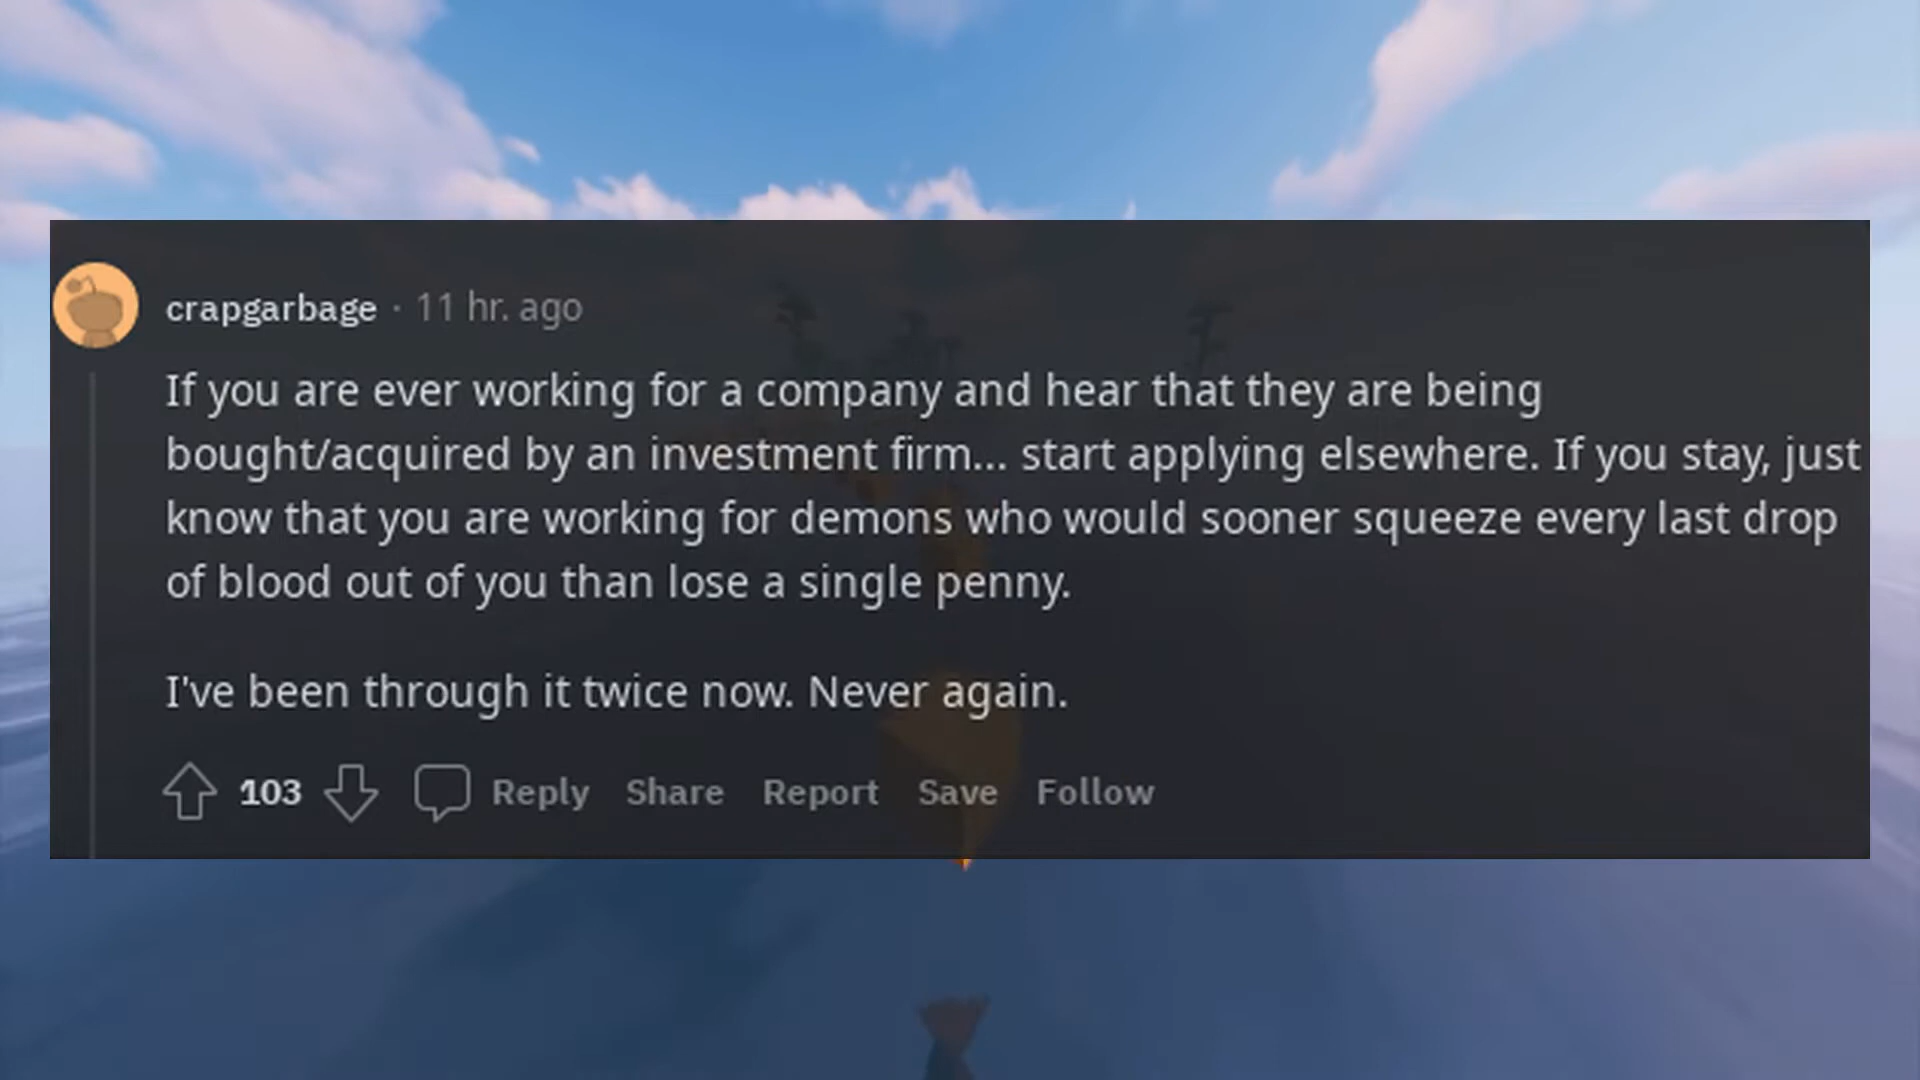 crapgarbage · 11 hr. ago
If you are ever working for a company and hear that they are being
bought/acquired by an investment firm... start applying elsewhere. If you stay, just
know that you are working for demons who would sooner squeeze every last drop
of blood out of you than lose a single penny.
I've been through it twice now. Never again.
103 Reply Share Report Save Follow